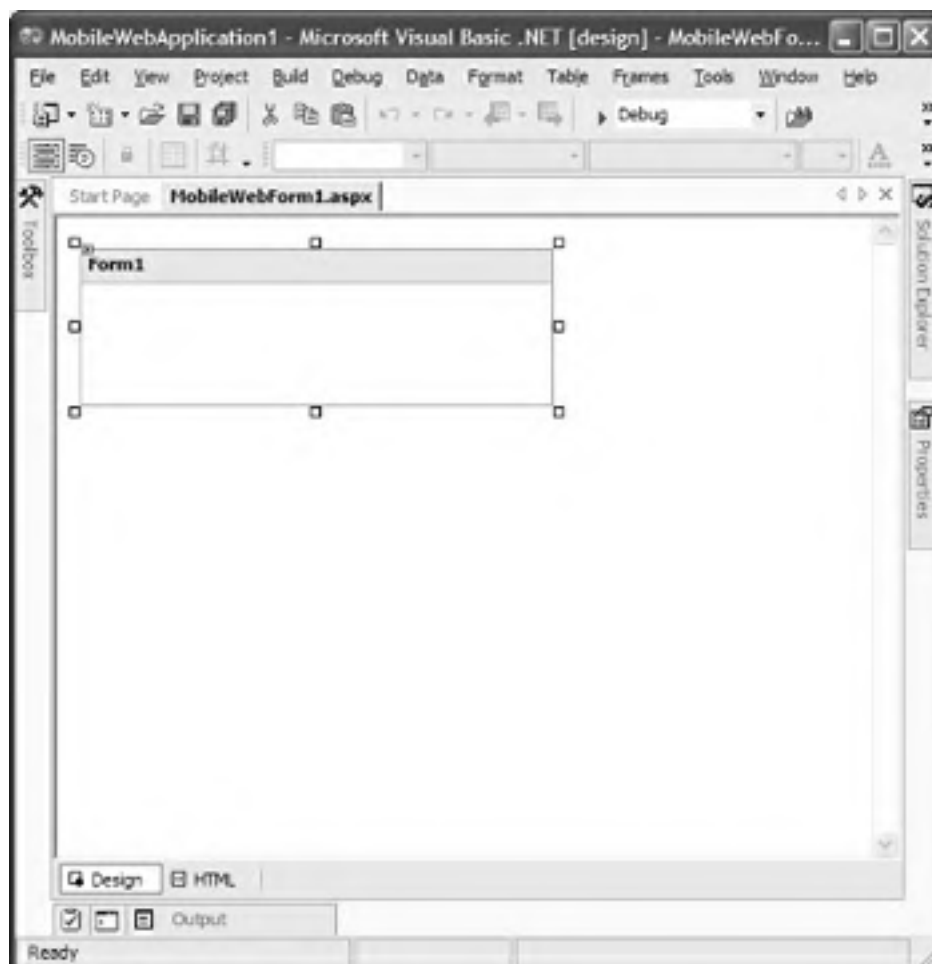 MobileWebApplication1 - Microsoft Visual Basic .NET [design] - MobileWebFo...
File Edit View Project Build Debug Data Format Table Frames Tools Window Help
Debug
Start Page MobileWebForm1.aspx
Toolbox
Form1
Solution Explorer
Properties
Design HTML
Output
Ready